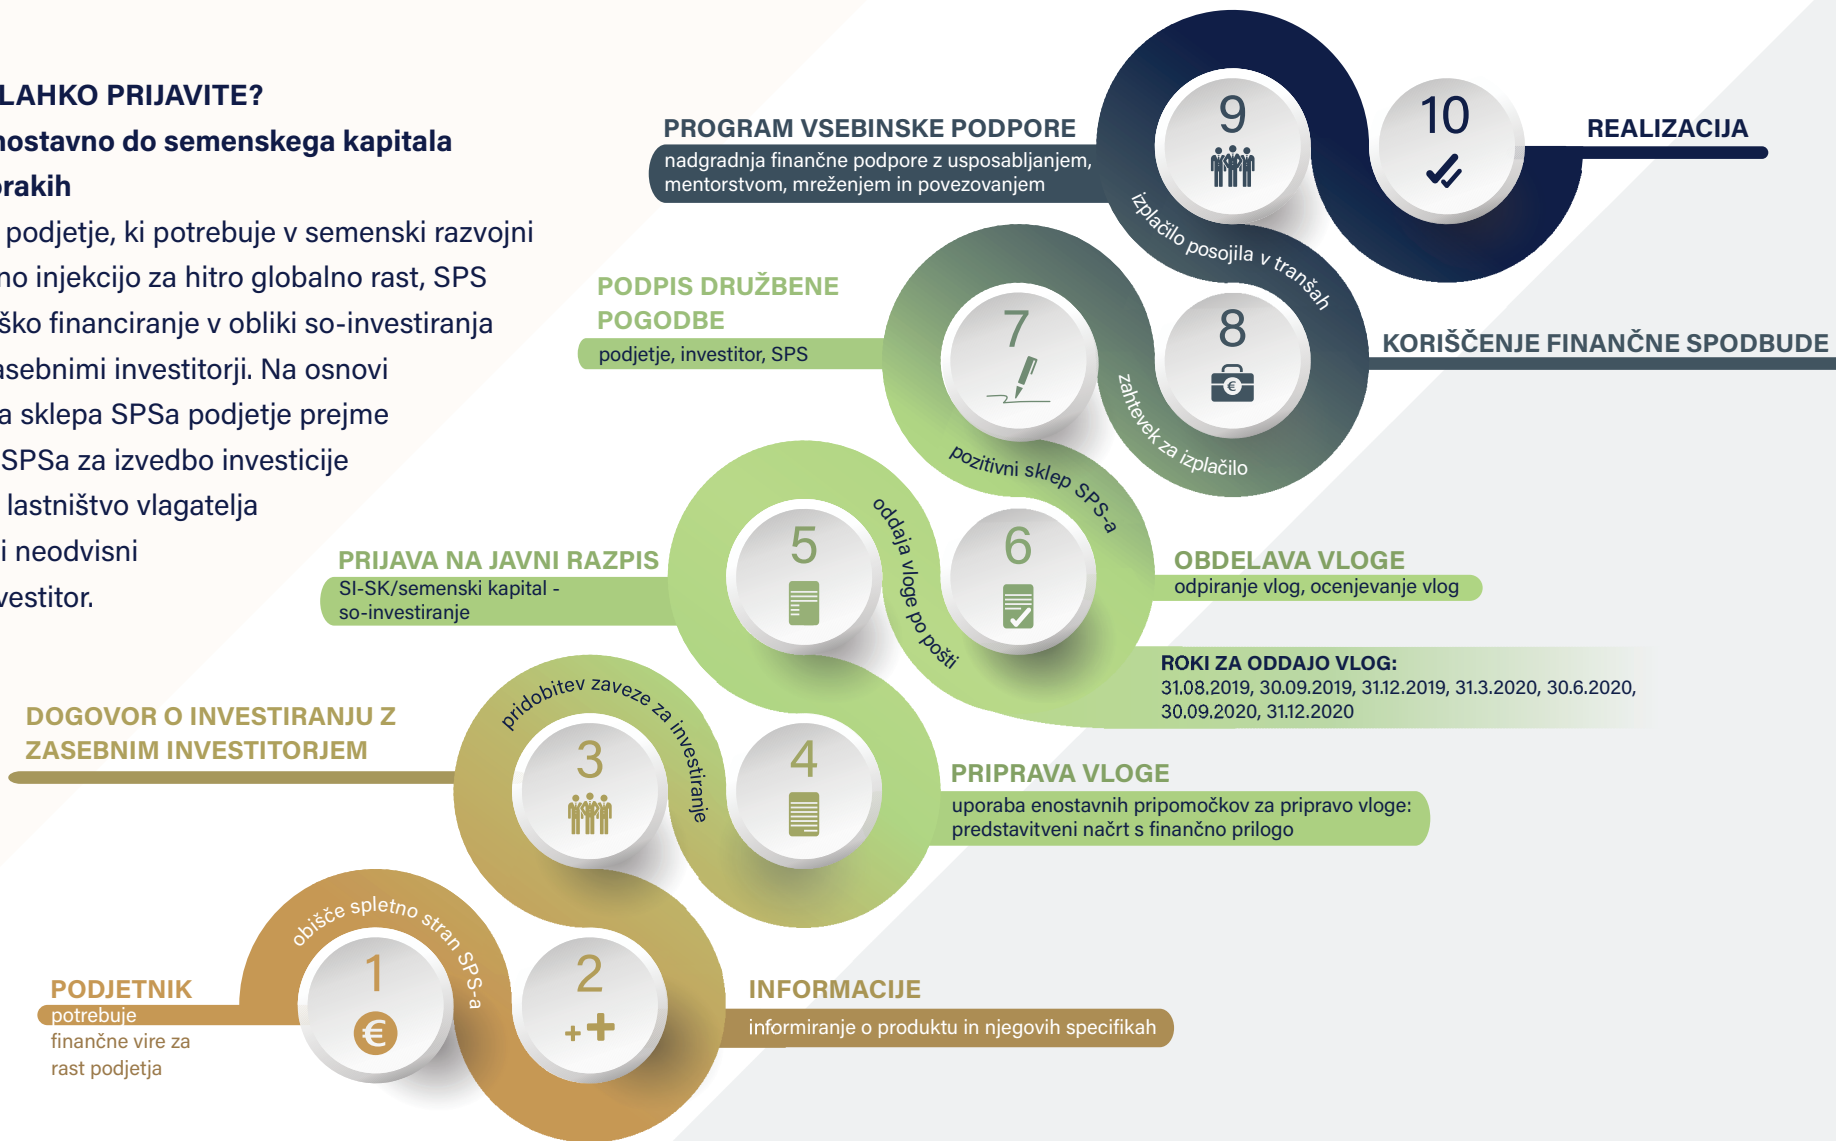 LAHKO PRIJAVITE?
nostavno do semenskega kapitala
orakih
podjetje, ki potrebuje v semenski razvojni
no injekcijo za hitro globalno rast, SPS
ško financiranje v obliki so-investiranja
asebnimi investitorji. Na osnovi
a sklepa SPSa podjetje prejme
SPSa za izvedbo investicije
lastništvo vlagatelja
i neodvisni
vestitor.
9
10
REALIZACIJA
PROGRAM VSEBINSKE PODPORE
nadgradnja finančne podpore z usposabljanjem,
mentorstvom, mreženjem in povezovanjem
izplačilo posojila v tranšah
PODPIS DRUŽBENE
POGODBE
podjetje, investitor, SPS
7
8
KORIŠČENJE FINANČNE SPODBUDE
zahtevek za izplačilo
pozitivni sklep SPS-a
PRIJAVA NA JAVNI RAZPIS
SI-SK/semenski kapital -
so-investiranje
5
oddaja vloge po pošti
6
OBDELAVA VLOGE
odpiranje vlog, ocenjevanje vlog
ROKI ZA ODDAJO VLOG:
31.08.2019, 30.09.2019, 31.12.2019, 31.3.2020, 30.6.2020,
30.09.2020, 31.12.2020
DOGOVOR O INVESTIRANJU Z
ZASEBNIM INVESTITORJEM
pridobitev zaveze za investiranje
3
4
PRIPRAVA VLOGE
uporaba enostavnih pripomočkov za pripravo vloge:
predstavitveni načrt s finančno prilogo
obišče spletno stran SPS-a
PODJETNIK
potrebuje
finančne vire za
rast podjetja
1
€
2
INFORMACIJE
informiranje o produktu in njegovih specifikah